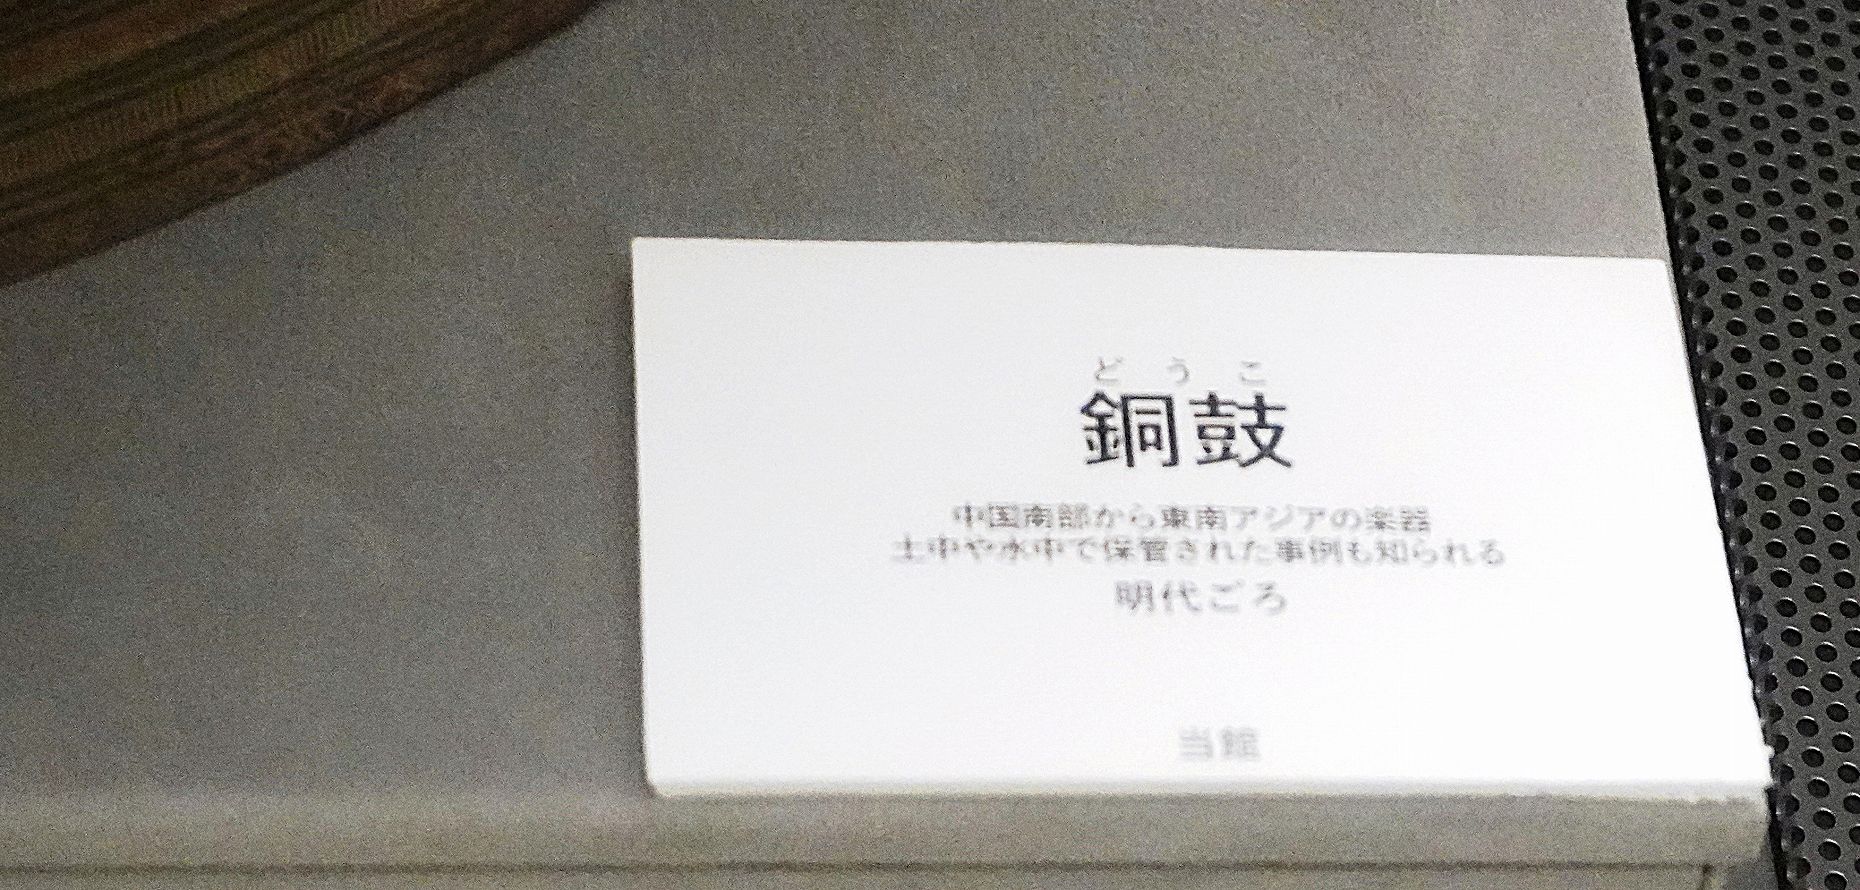 どうこ
銅鼓
中国南部から東南アジアの楽器
土中や水中で保管された事例も知られる
明代ごろ
当館